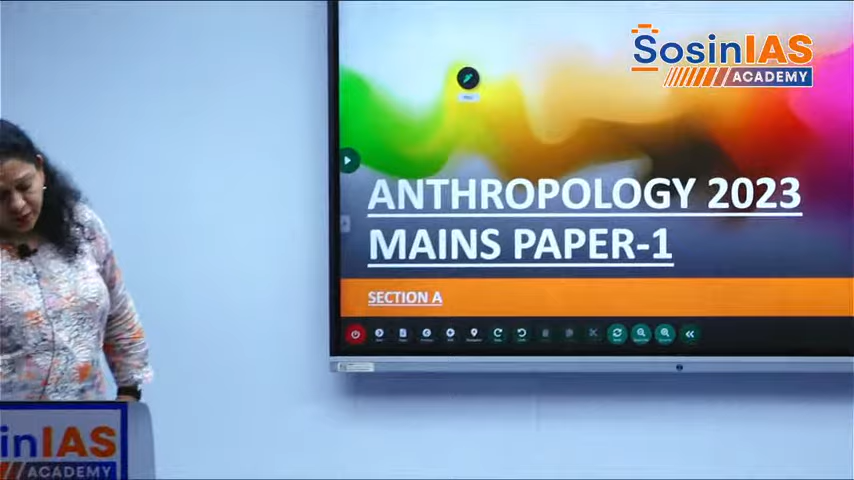 SosinIAS
ACADEMY
ANTHROPOLOGY 2023
MAINS PAPER-1
SECTION A
inIAS
ACADEMY